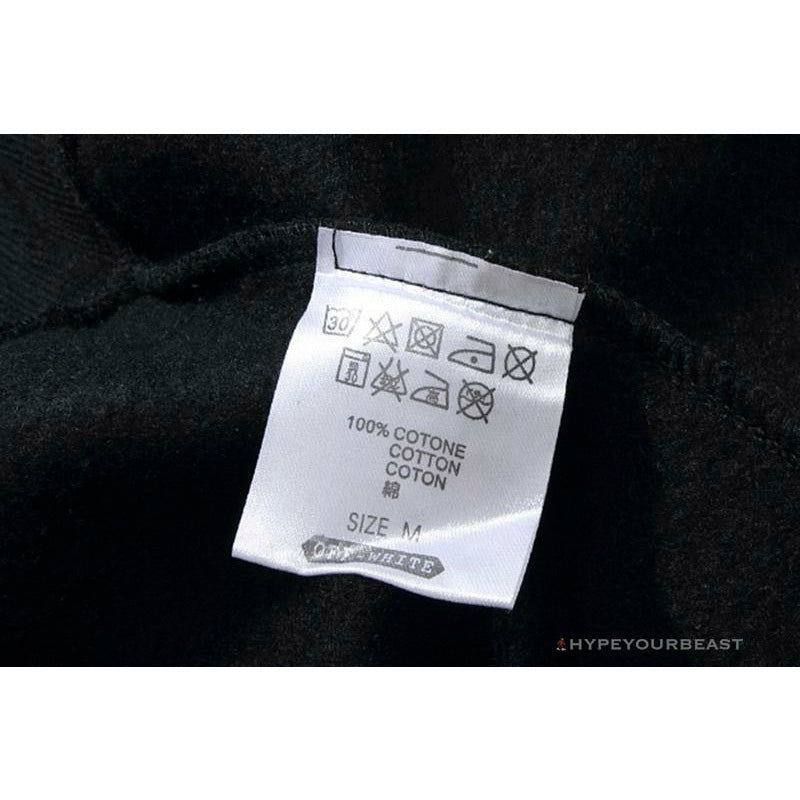 30
100% COTONE
COTTON
COTON
綿
SIZE M
OFF-WHITE
HYPEYOURBEAST